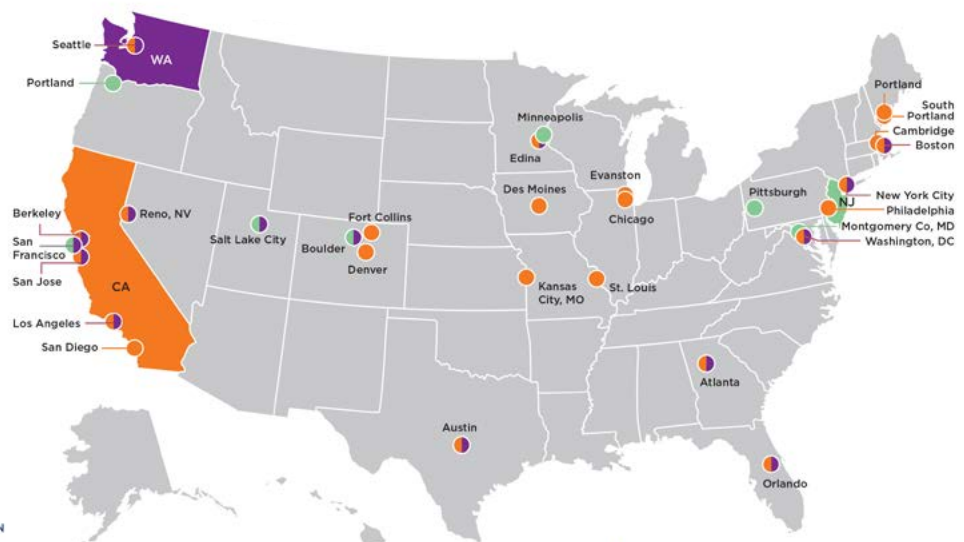 Seattle
WA
Portland
Berkeley
San
Francisco
San Jose
Los Angeles
San Diego
CA
Reno, NV
Salt Lake City
Boulder
Fort Collins
Denver
Minneapolis
Edina
Des Moines
Evanston
Chicago
Kansas
City, MO
St. Louis
Austin
Atlanta
Orlando
Pittsburgh
NJ
Portland
South
Portland
Cambridge
Boston
New York City
Philadelphia
Montgomery Co, MD
Washington, DC
N